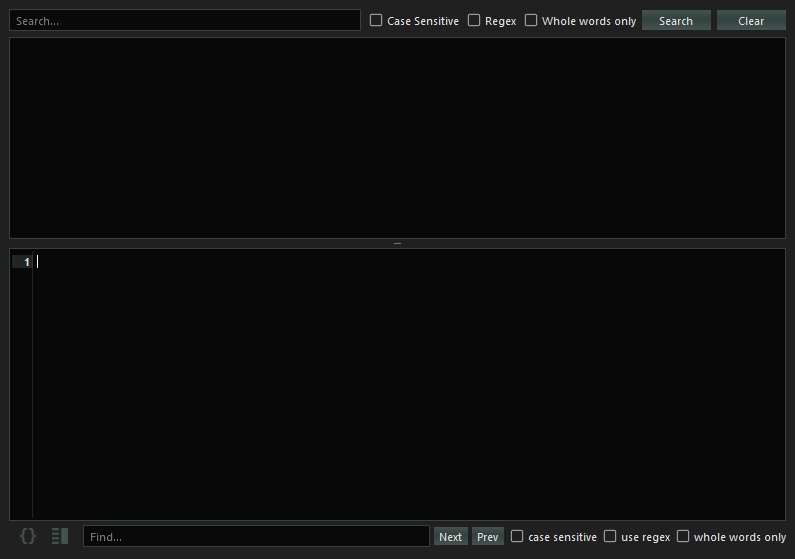 Search... Case Sensitive Regex Whole words only Search Clear
1
{} Find... Next Prev case sensitive use regex whole words only